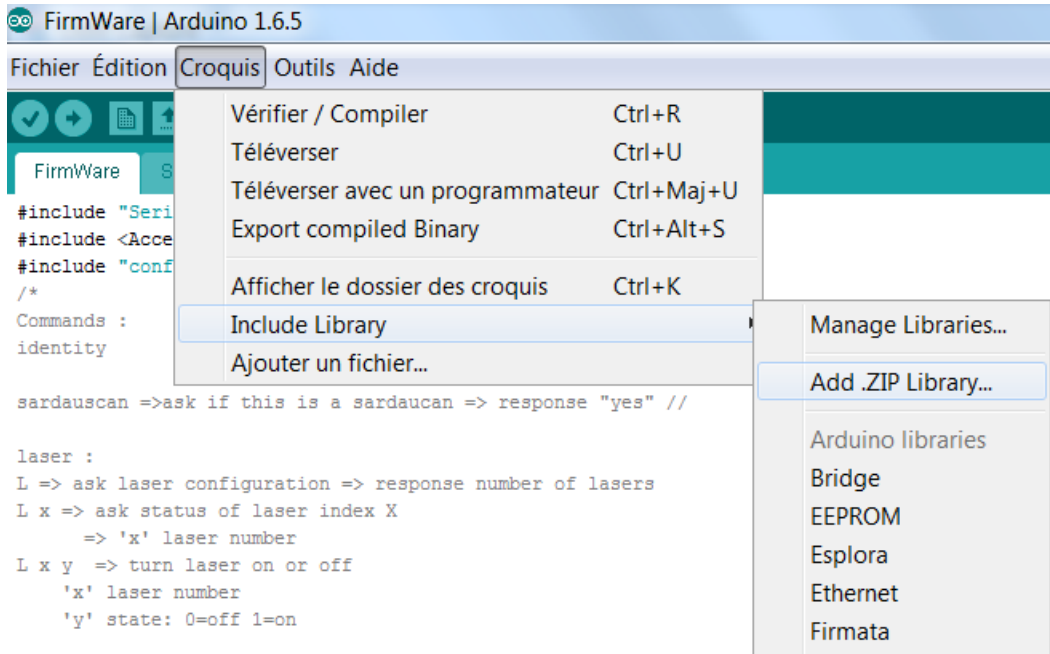 FirmWare | Arduino 1.6.5
Fichier Édition Croquis Outils Aide
Vérifier / Compiler Ctrl+R
Téléverser Ctrl+U
Téléverser avec un programmateur Ctrl+Maj+U
Export compiled Binary Ctrl+Alt+S
Afficher le dossier des croquis Ctrl+K
Include Library
Ajouter un fichier...
Manage Libraries...
Add .ZIP Library...
Arduino libraries
Bridge
EEPROM
Esplora
Ethernet
Firmata
FirmWare S
#include "Seri
#include <Acce
#include "conf
/*
Commands :
identity
sardauscan =>ask if this is a sardaucan => response "yes" //
laser :
L => ask laser configuration => response number of lasers
L x => ask status of laser index X
=> 'x' laser number
L x y => turn laser on or off
'x' laser number
'y' state: 0=off 1=on